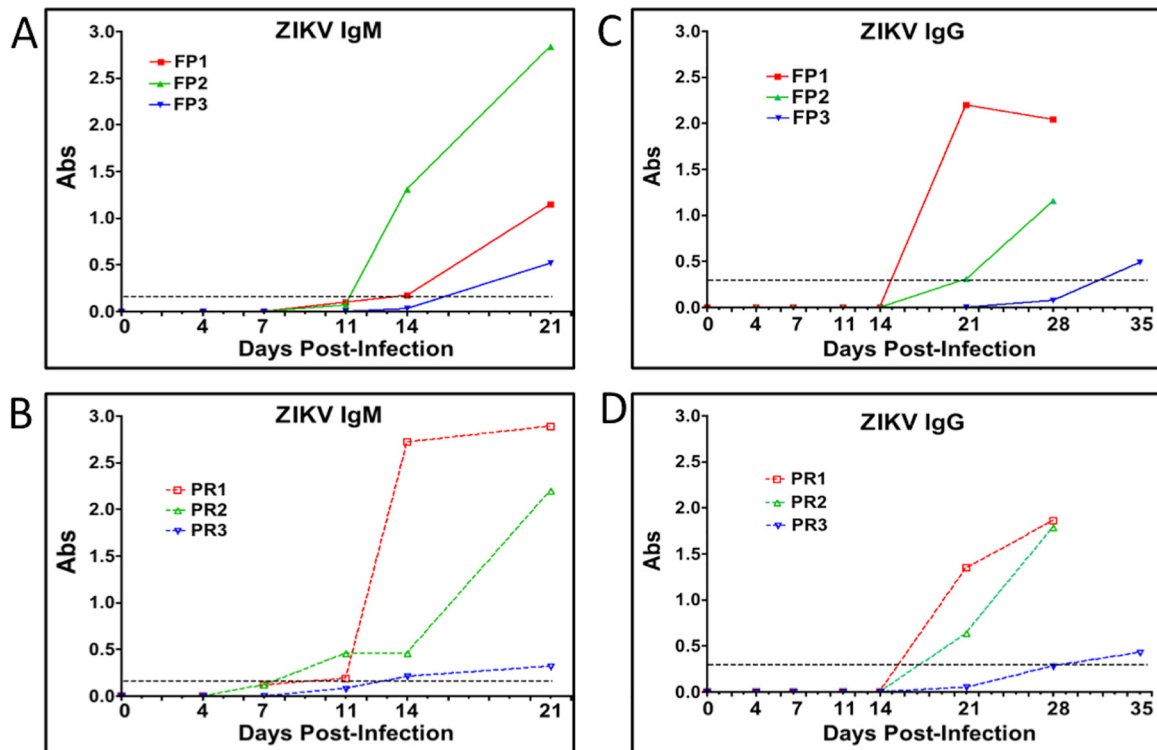 A
ZIKV IgM
3.0
2.5
2.0
1.5
1.0
0.5
0.0
Abs
FP1
FP2
FP3
0 4 7 11 14 21
Days Post-Infection
C
ZIKV IgG
3.0
2.5
2.0
1.5
1.0
0.5
0.0
Abs
FP1
FP2
FP3
0 4 7 11 14 21 28 35
Days Post-Infection
B
ZIKV IgM
3.0
2.5
2.0
1.5
1.0
0.5
0.0
Abs
PR1
PR2
PR3
0 4 7 11 14 21
Days Post-Infection
D
ZIKV IgG
3.0
2.5
2.0
1.5
1.0
0.5
0.0
Abs
PR1
PR2
PR3
0 4 7 11 14 21 28 35
Days Post-Infection